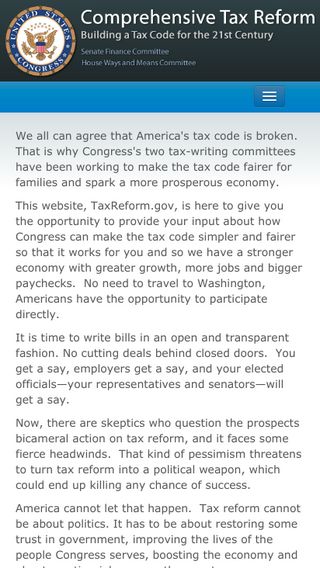 UNITED STATES
CONGRESS
Comprehensive Tax Reform
Building a Tax Code for the 21st Century
Senate Finance Committee
House Ways and Means Committee
We all can agree that America's tax code is broken.
That is why Congress's two tax-writing committees
have been working to make the tax code fairer for
families and spark a more prosperous economy.
This website, TaxReform.gov, is here to give you
the opportunity to provide your input about how
Congress can make the tax code simpler and fairer
so that it works for you and so we have a stronger
economy with greater growth, more jobs and bigger
paychecks.  No need to travel to Washington,
Americans have the opportunity to participate
directly.
It is time to write bills in an open and transparent
fashion. No cutting deals behind closed doors.  You
get a say, employers get a say, and your elected
officials—your representatives and senators—will
get a say.
Now, there are skeptics who question the prospects
bicameral action on tax reform, and it faces some
fierce headwinds.  That kind of pessimism threatens
to turn tax reform into a political weapon, which
could end up killing any chance of success.
America cannot let that happen.  Tax reform cannot
be about politics. It has to be about restoring some
trust in government, improving the lives of the
people Congress serves, boosting the economy and